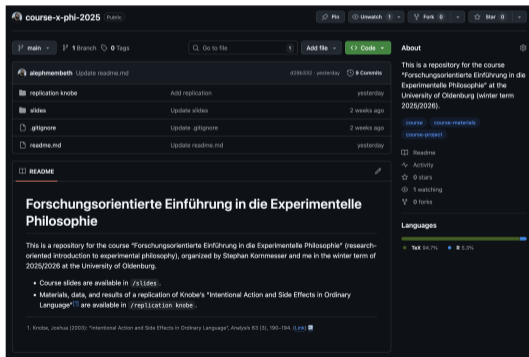 course-x-phi-2025 Public
Pin Unwatch 1 Fork 0 Star 0
main 1 Branch 0 Tags Go to file Add file Code
alephmembeth Update readme.md yesterday 9 Commits
replication knobe Add replication yesterday
slides Update slides 2 weeks ago
.gitignore Update .gitignore 2 weeks ago
readme.md Update readme.md yesterday
README
Forschungsorientierte Einführung in die Experimentelle
Philosophie
This is a repository for the course "Forschungsorientierte Einführung in die Experimentelle Philosophie" (research-
oriented introduction to experimental philosophy), organized by Stephan Kornmesser and me in the winter term of
2025/2026 at the University of Oldenburg.
Course slides are available in /slides.
Materials, data, and results of a replication of Knobe's "Intentional Action and Side Effects in Ordinary
Language"[1] are available in /replication knobe.
1. Knobe, Joshua (2003): "Intentional Action and Side Effects in Ordinary Language", Analysis 63 (3), 190–194. (Link)
About
This is a repository for the course
"Forschungsorientierte Einführung in die
Experimentelle Philosophie" at the
University of Oldenburg (winter term
2025/2026).
course course-materials
course-project
Readme
Activity
0 stars
1 watching
0 forks
Languages
TeX 94.7% R 5.3%